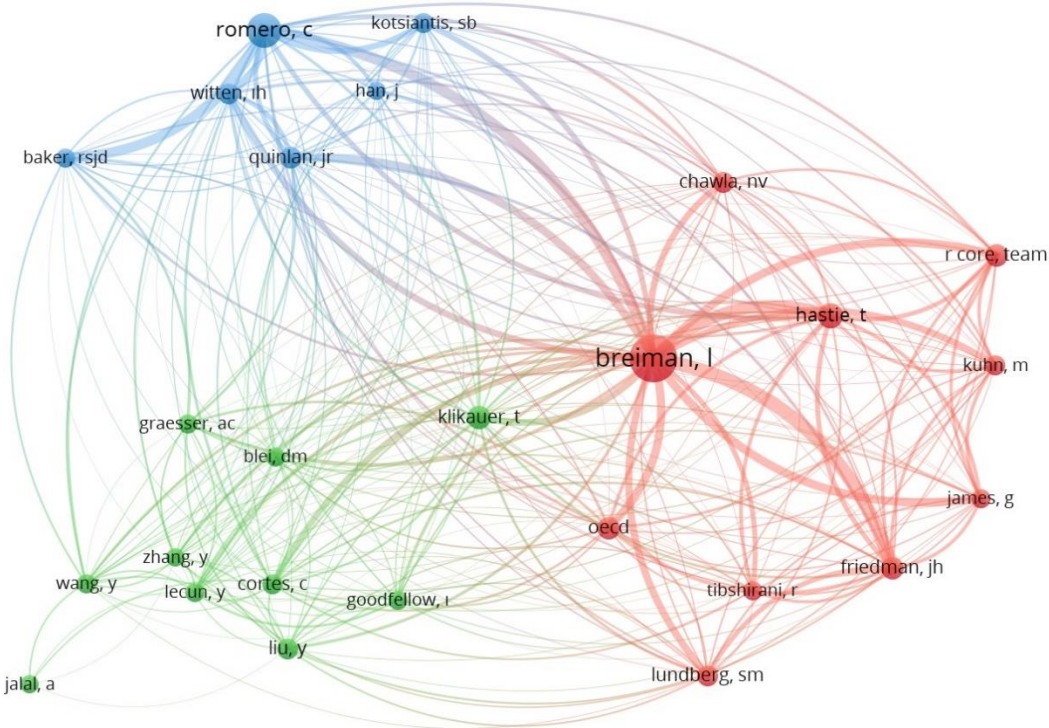 romero, c
kotsiantis, sb
witten, ıh
han, j
baker, rsjd
quinlan, jr
chawla, nv
r core, team
hastie, t
breiman, l
kuhn, m
klikauer, t
graesser, ac
blei, dm
james, g
oecd
zhang, y
friedman, jh
wang, y
lecun, y
cortes, c
tibshirani, r
goodfellow, ı
liu, y
lundberg, sm
jalal, a